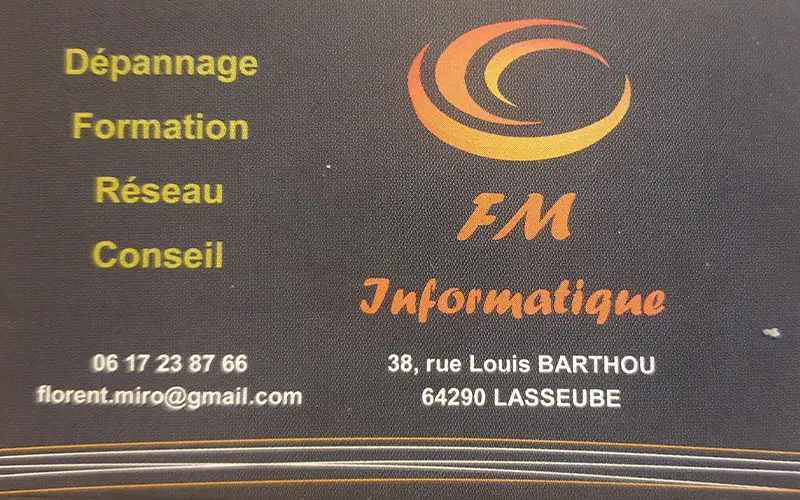 Dépannage
Formation
Réseau
Conseil
06 17 23 87 66
florent.miro@gmail.com
FM
Informatique
38, rue Louis BARTHOU
64290 LASSEUBE